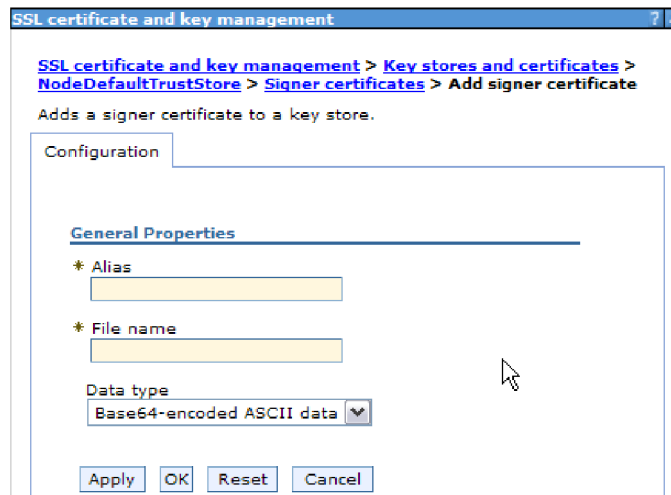 SSL certificate and key management ?
SSL certificate and key management > Key stores and certificates >
NodeDefaultTrustStore > Signer certificates > Add signer certificate
Adds a signer certificate to a key store.
Configuration
General Properties
* Alias
* File name
Data type
Base64-encoded ASCII data
Apply OK Reset Cancel